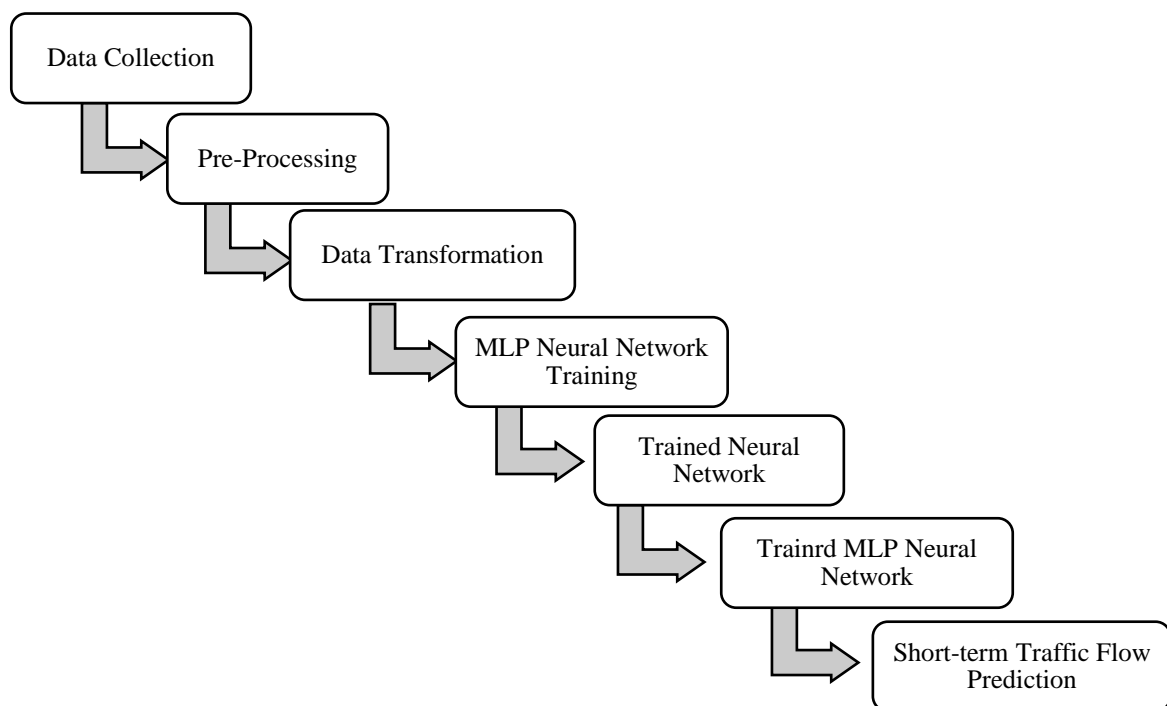 Data Collection
Pre-Processing
Data Transformation
MLP Neural Network
Training
Trained Neural
Network
Trainrd MLP Neural
Network
Short-term Traffic Flow
Prediction